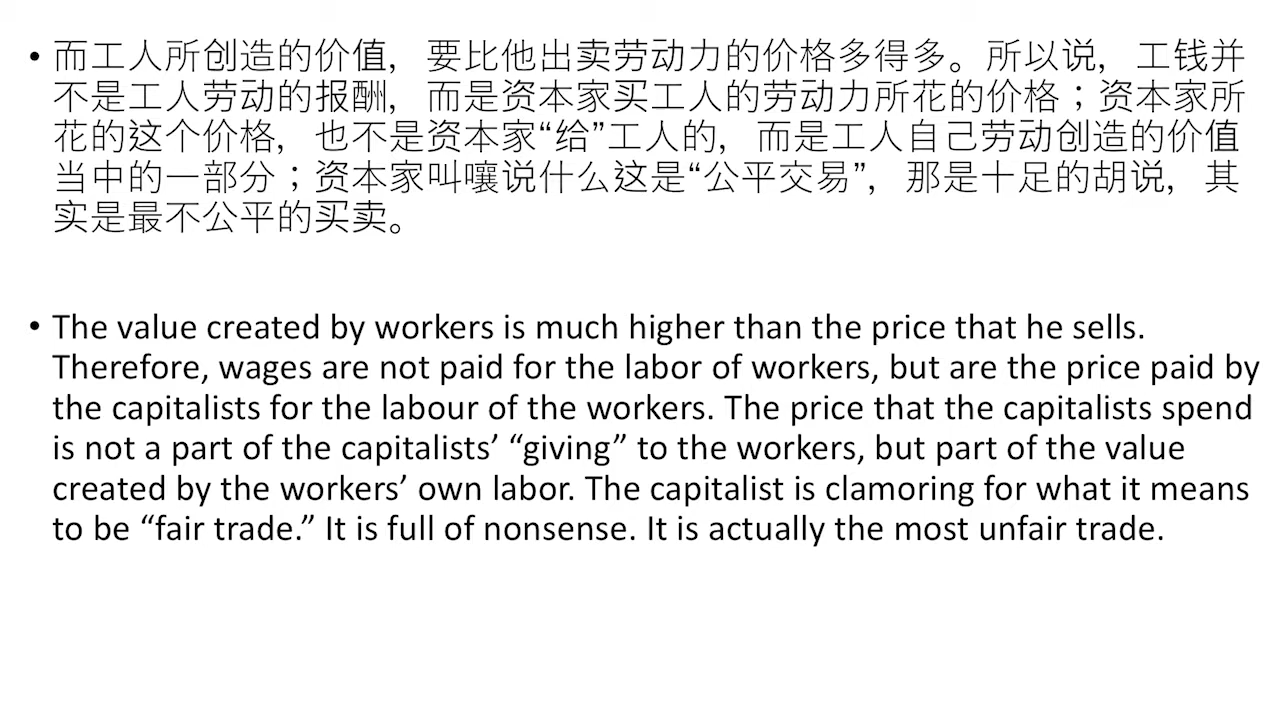 • 而工人所创造的价值，要比他出卖劳动力的价格多得多。所以说，工钱并
不是工人劳动的报酬，而是资本家买工人的劳动力所花的价格；资本家所
花的这个价格，也不是资本家“给”工人的，而是工人自己劳动创造的价值
当中的一部分；资本家叫嚷说什么这是“公平交易”，那是十足的胡说，其
实是最不公平的买卖。
• The value created by workers is much higher than the price that he sells.
Therefore, wages are not paid for the labor of workers, but are the price paid by
the capitalists for the labour of the workers. The price that the capitalists spend
is not a part of the capitalists’ “giving” to the workers, but part of the value
created by the workers’ own labor. The capitalist is clamoring for what it means
to be “fair trade.” It is full of nonsense. It is actually the most unfair trade.